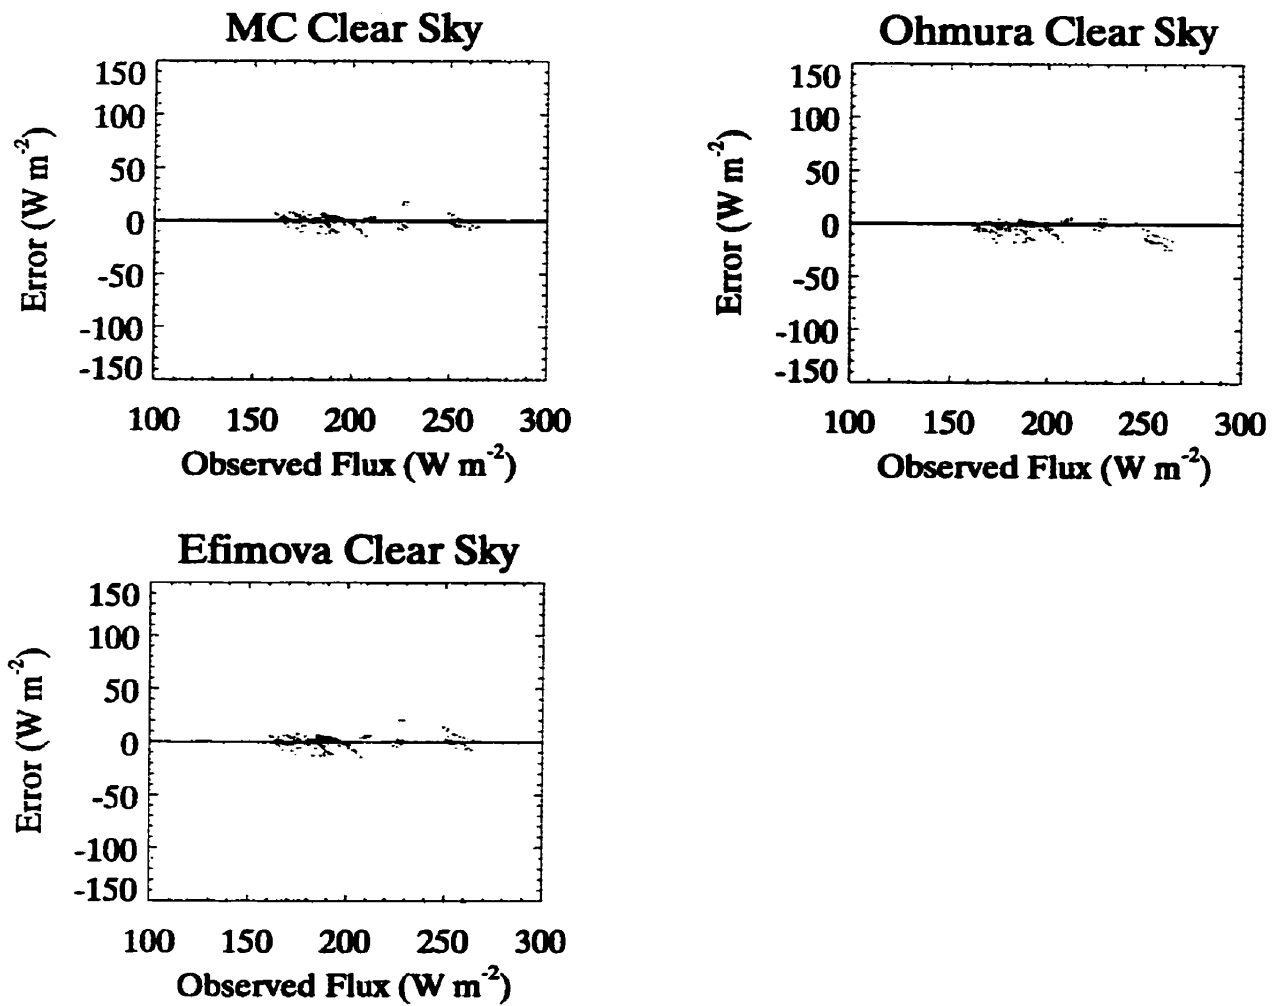 MC Clear Sky
150
100
50
0
-50
-100
-150
Error (W m-2)
100 150 200 250 300
Observed Flux (W m-2)
Ohmura Clear Sky
150
100
50
0
-50
-100
-150
Error (W m-2)
100 150 200 250 300
Observed Flux (W m-2)
Efimova Clear Sky
150
100
50
0
-50
-100
-150
Error (W m-2)
100 150 200 250 300
Observed Flux (W m-2)